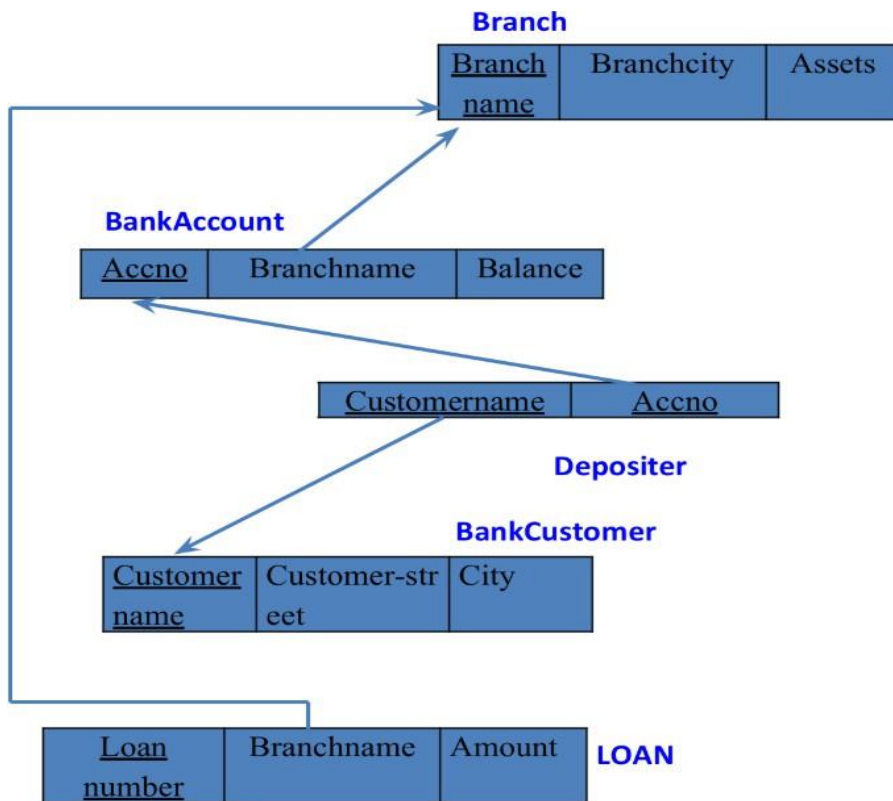 Branch
Branch Branchcity Assets
name
BankAccount
Accno Branchname Balance
Customername Accno
Depositer
BankCustomer
Customer Customer-str City
name eet
Loan Branchname Amount LOAN
number